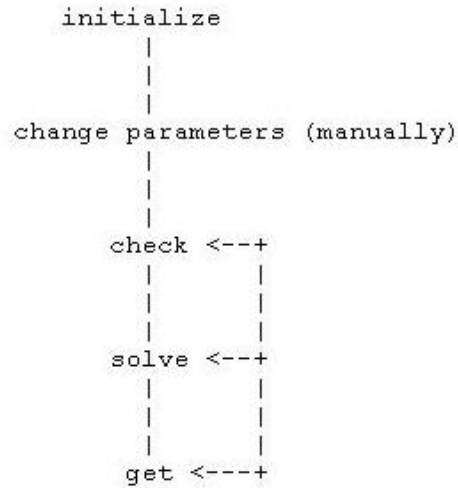 initialize
|
|
|
change parameters (manually)
|
|
|
check <--+
|       |
|       |
|       |
solve <--+
|       |
|       |
|       |
get <---+